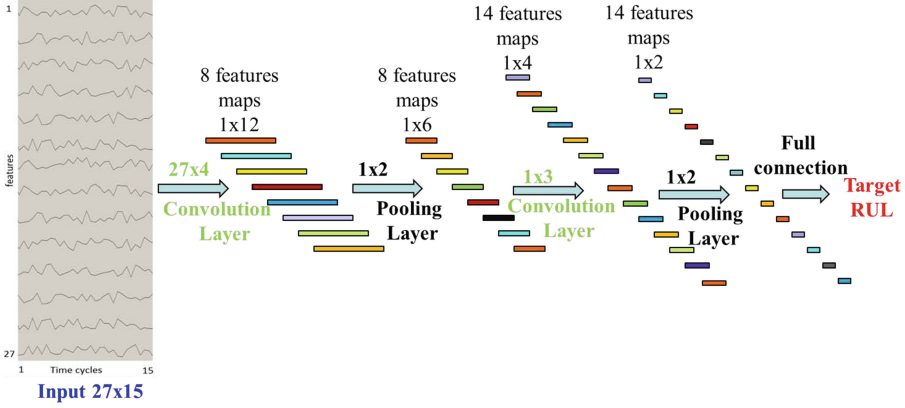 1
features
27
1 Time cycles 15
Input 27x15
8 features
maps
1x12
27x4
Convolution
Layer
8 features
maps
1x6
1x2
Pooling
Layer
14 features
maps
1x4
1x3
Convolution
Layer
14 features
maps
1x2
1x2
Pooling
Layer
Full
connection
Target
RUL